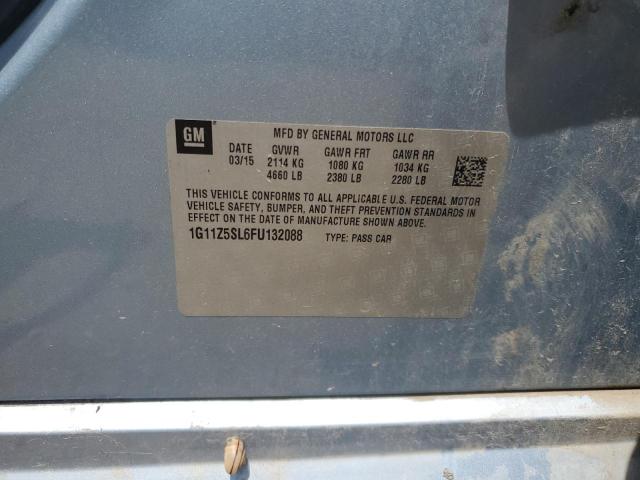 GM
MFD BY GENERAL MOTORS LLC
DATE GVWR GAWR FRT GAWR RR
03/15 2114 KG 1080 KG 1034 KG
4660 LB 2380 LB 2280 LB
THIS VEHICLE CONFORMS TO ALL APPLICABLE U.S. FEDERAL MOTOR
VEHICLE SAFETY, BUMPER, AND THEFT PREVENTION STANDARDS IN
EFFECT ON THE DATE OF MANUFACTURE SHOWN ABOVE.
1G11Z5SL6FU132088 TYPE: PASS CAR